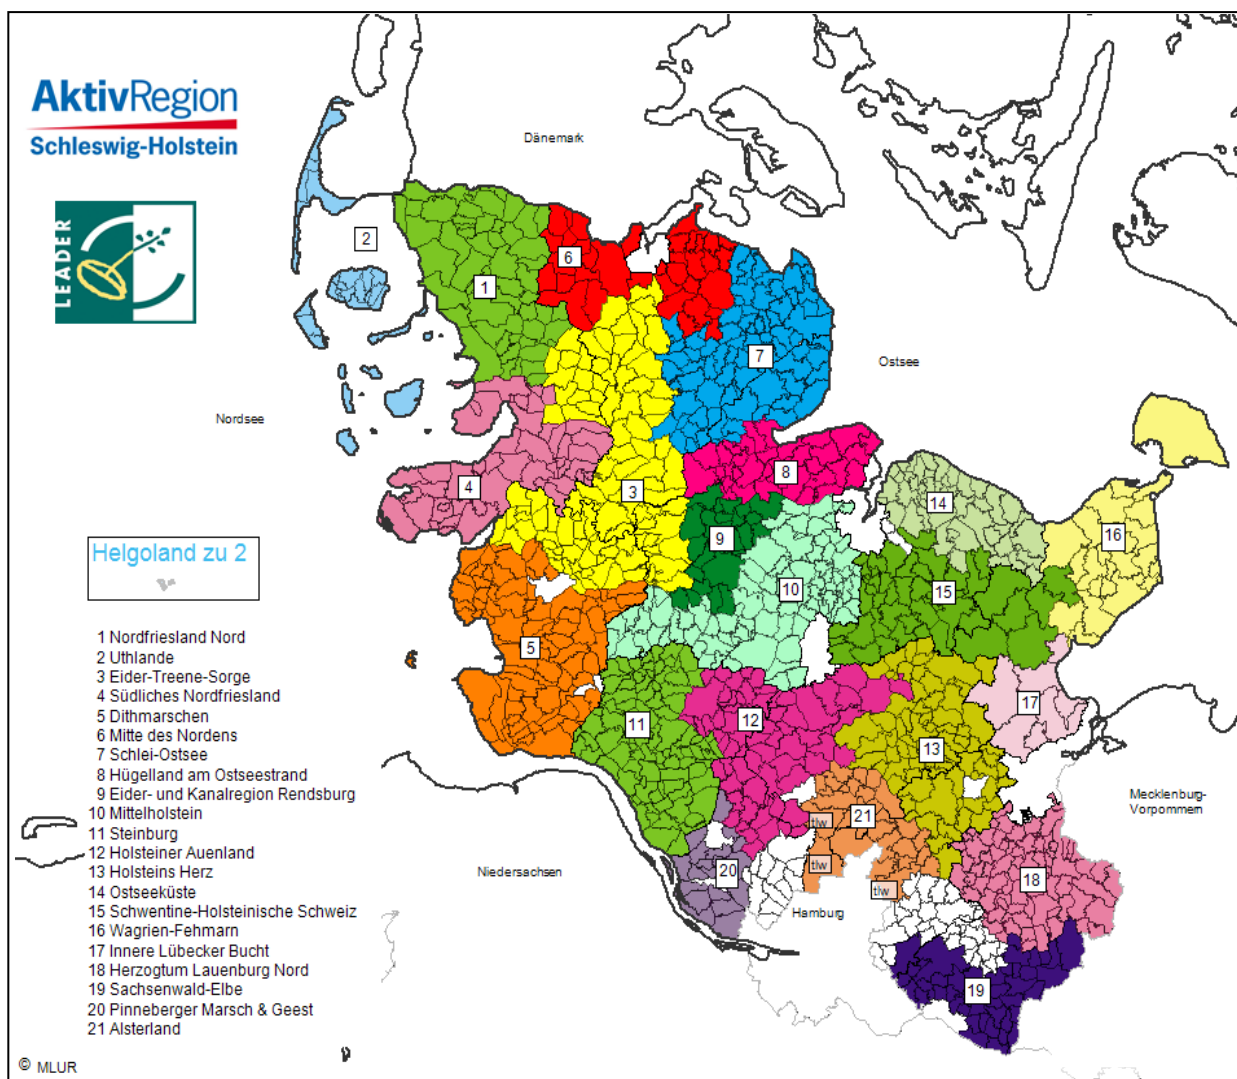 AktivRegion
Schleswig-Holstein
LEADER
Dänemark
Ostsee
Nordsee
Niedersachsen
Hamburg
Mecklenburg-
Vorpommern
1
2
3
4
5
6
7
8
9
10
11
12
13
14
15
16
17
18
19
20
21
tlw
tlw
tlw
Helgoland zu 2
1 Nordfriesland Nord
2 Uthlande
3 Eider-Treene-Sorge
4 Südliches Nordfriesland
5 Dithmarschen
6 Mitte des Nordens
7 Schlei-Ostsee
8 Hügelland am Ostseestrand
9 Eider- und Kanalregion Rendsburg
10 Mittelholstein
11 Steinburg
12 Holsteiner Auenland
13 Holsteins Herz
14 Ostseeküste
15 Schwentine-Holsteinische Schweiz
16 Wagrien-Fehmarn
17 Innere Lübecker Bucht
18 Herzogtum Lauenburg Nord
19 Sachsenwald-Elbe
20 Pinneberger Marsch & Geest
21 Alsterland
© MLUR